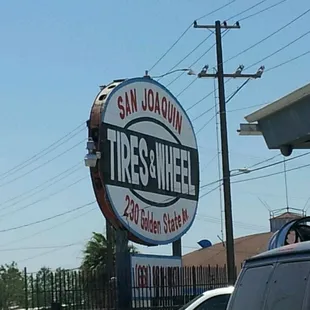 SAN JOAQUIN
TIRES & WHEEL
230 Golden State Av.